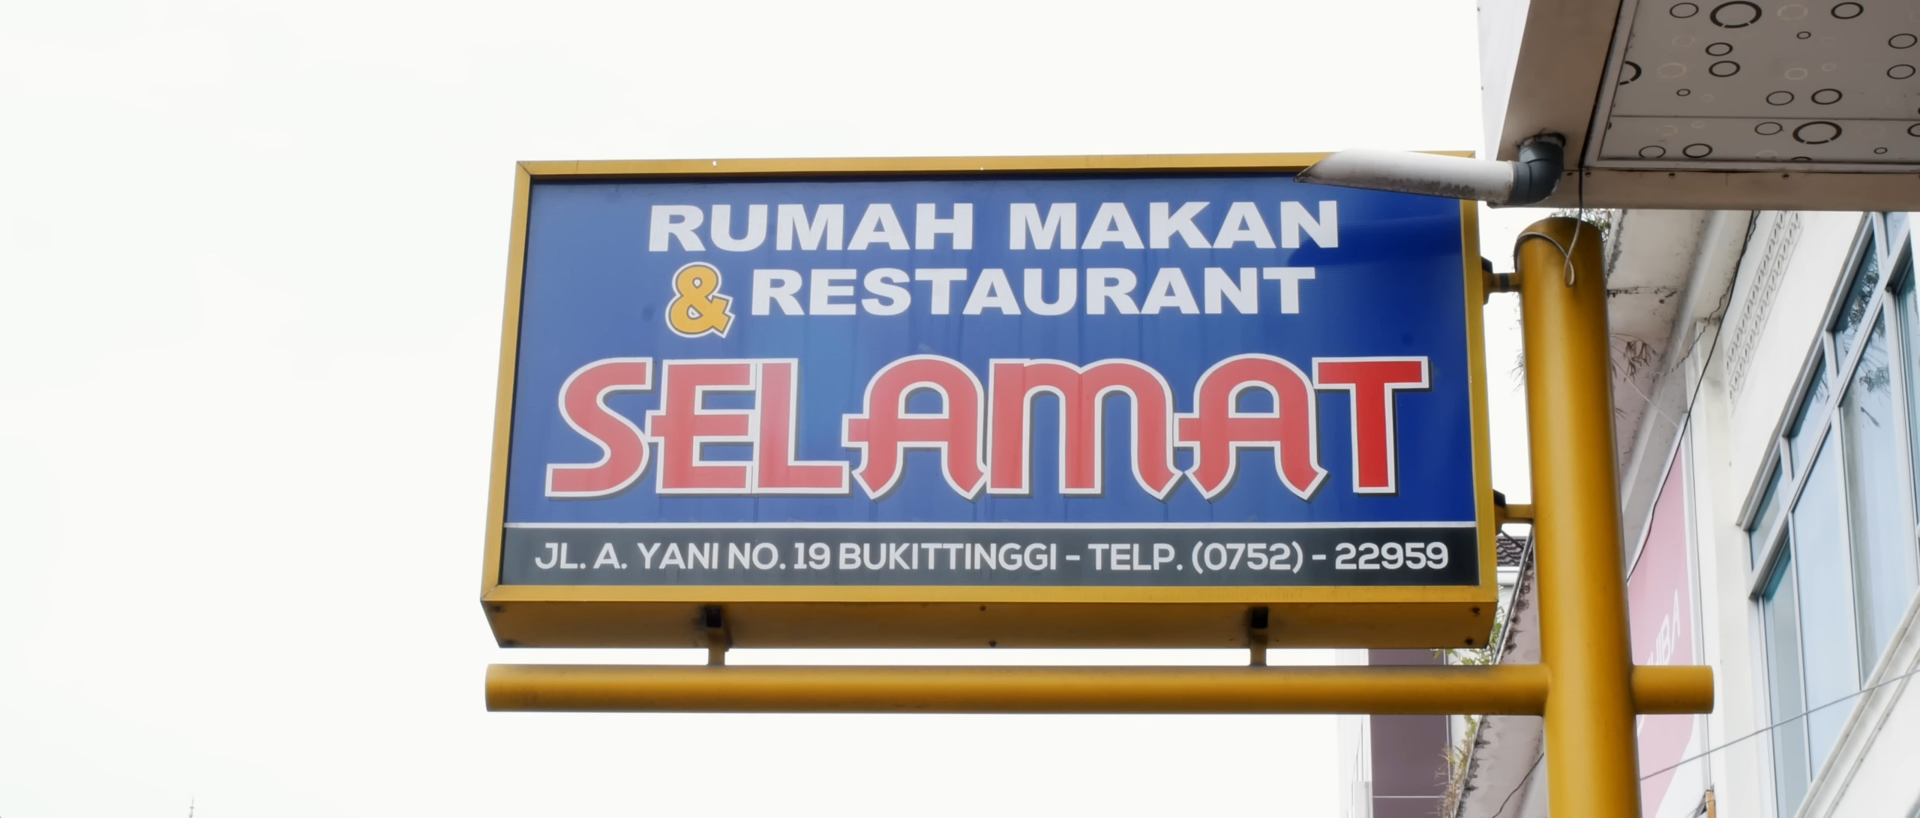 RUMAH MAKAN
& RESTAURANT
SELAMAT
JL. A. YANI NO. 19 BUKITTINGGI - TELP. (0752) - 22959